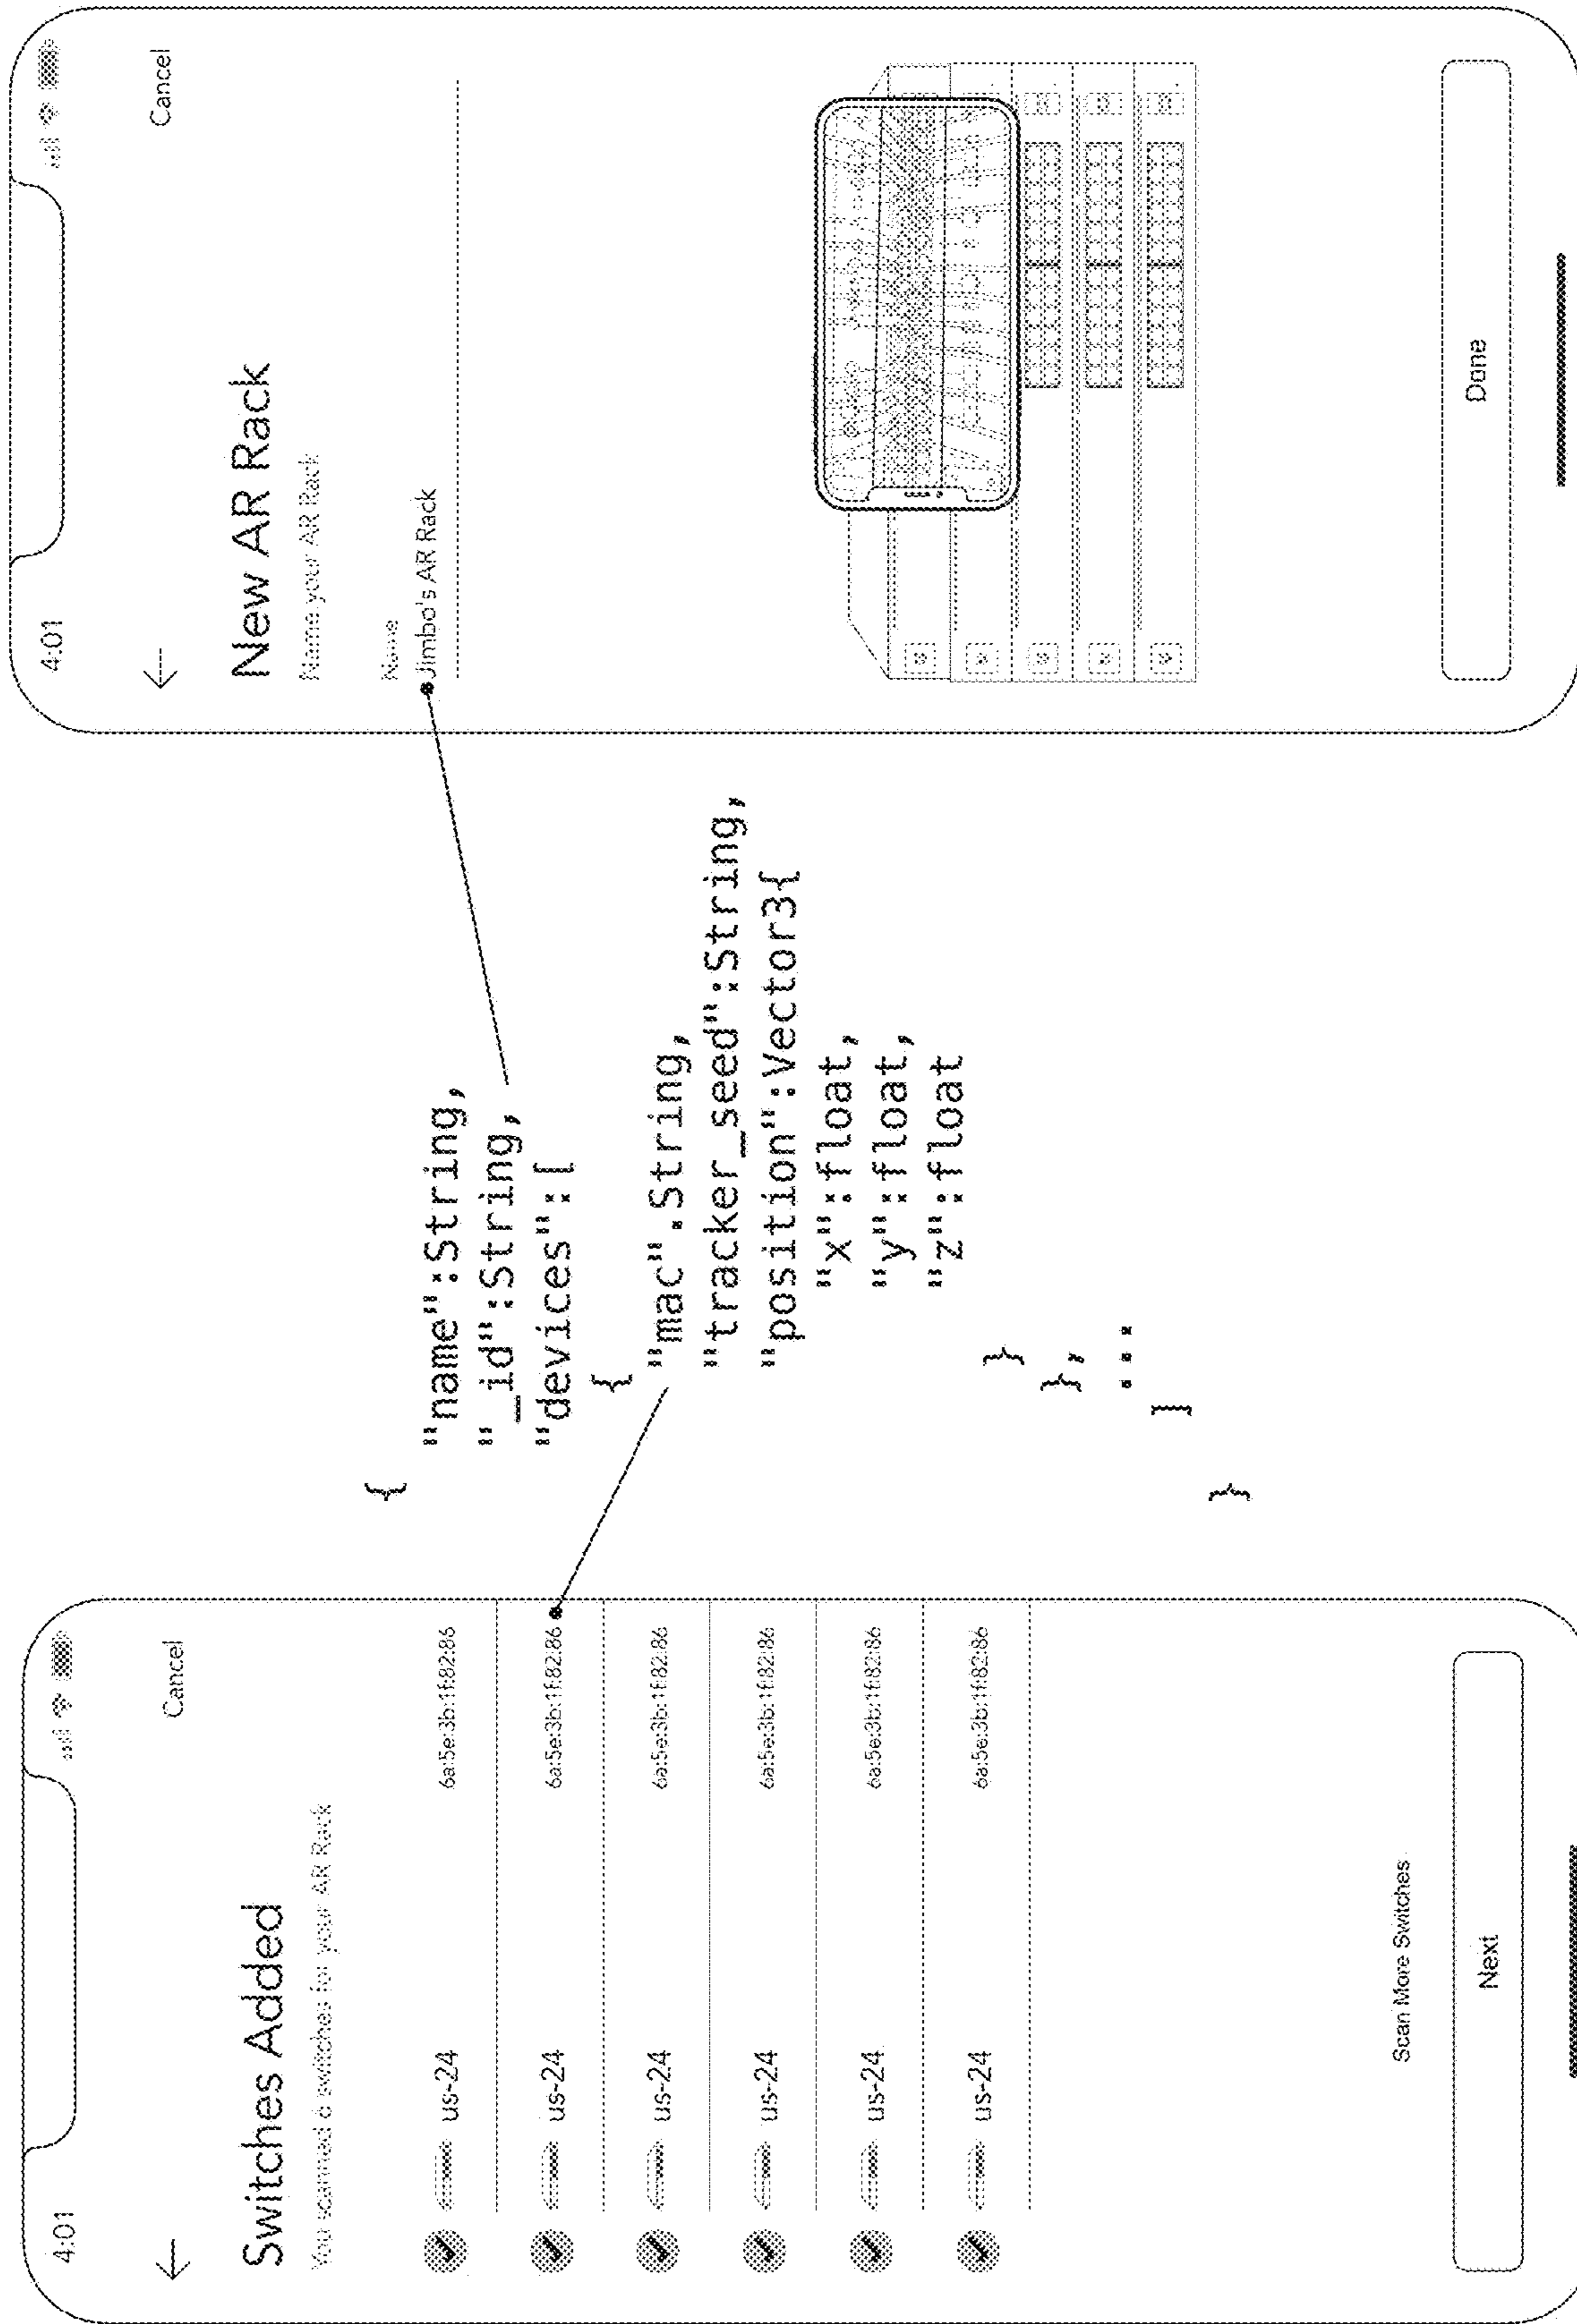 4:01
Cancel
Switches Added
You scanned 6 switches for your AR Rack
us-24 6a:5e:3b:1f:82:86
us-24 6a:5e:3b:1f:82:86
us-24 6a:5e:3b:1f:82:86
us-24 6a:5e:3b:1f:82:86
us-24 6a:5e:3b:1f:82:86
us-24 6a:5e:3b:1f:82:86
Scan More Switches
Next
{
"name":String,
"_id":String,
"devices":[
{
"mac".String,
"tracker_seed":String,
"position":Vector3{
"x":float,
"y":float,
"z":float
}
},
...
]
}
4:01
Cancel
New AR Rack
Name your AR Rack
Name
Jimbo's AR Rack
Done